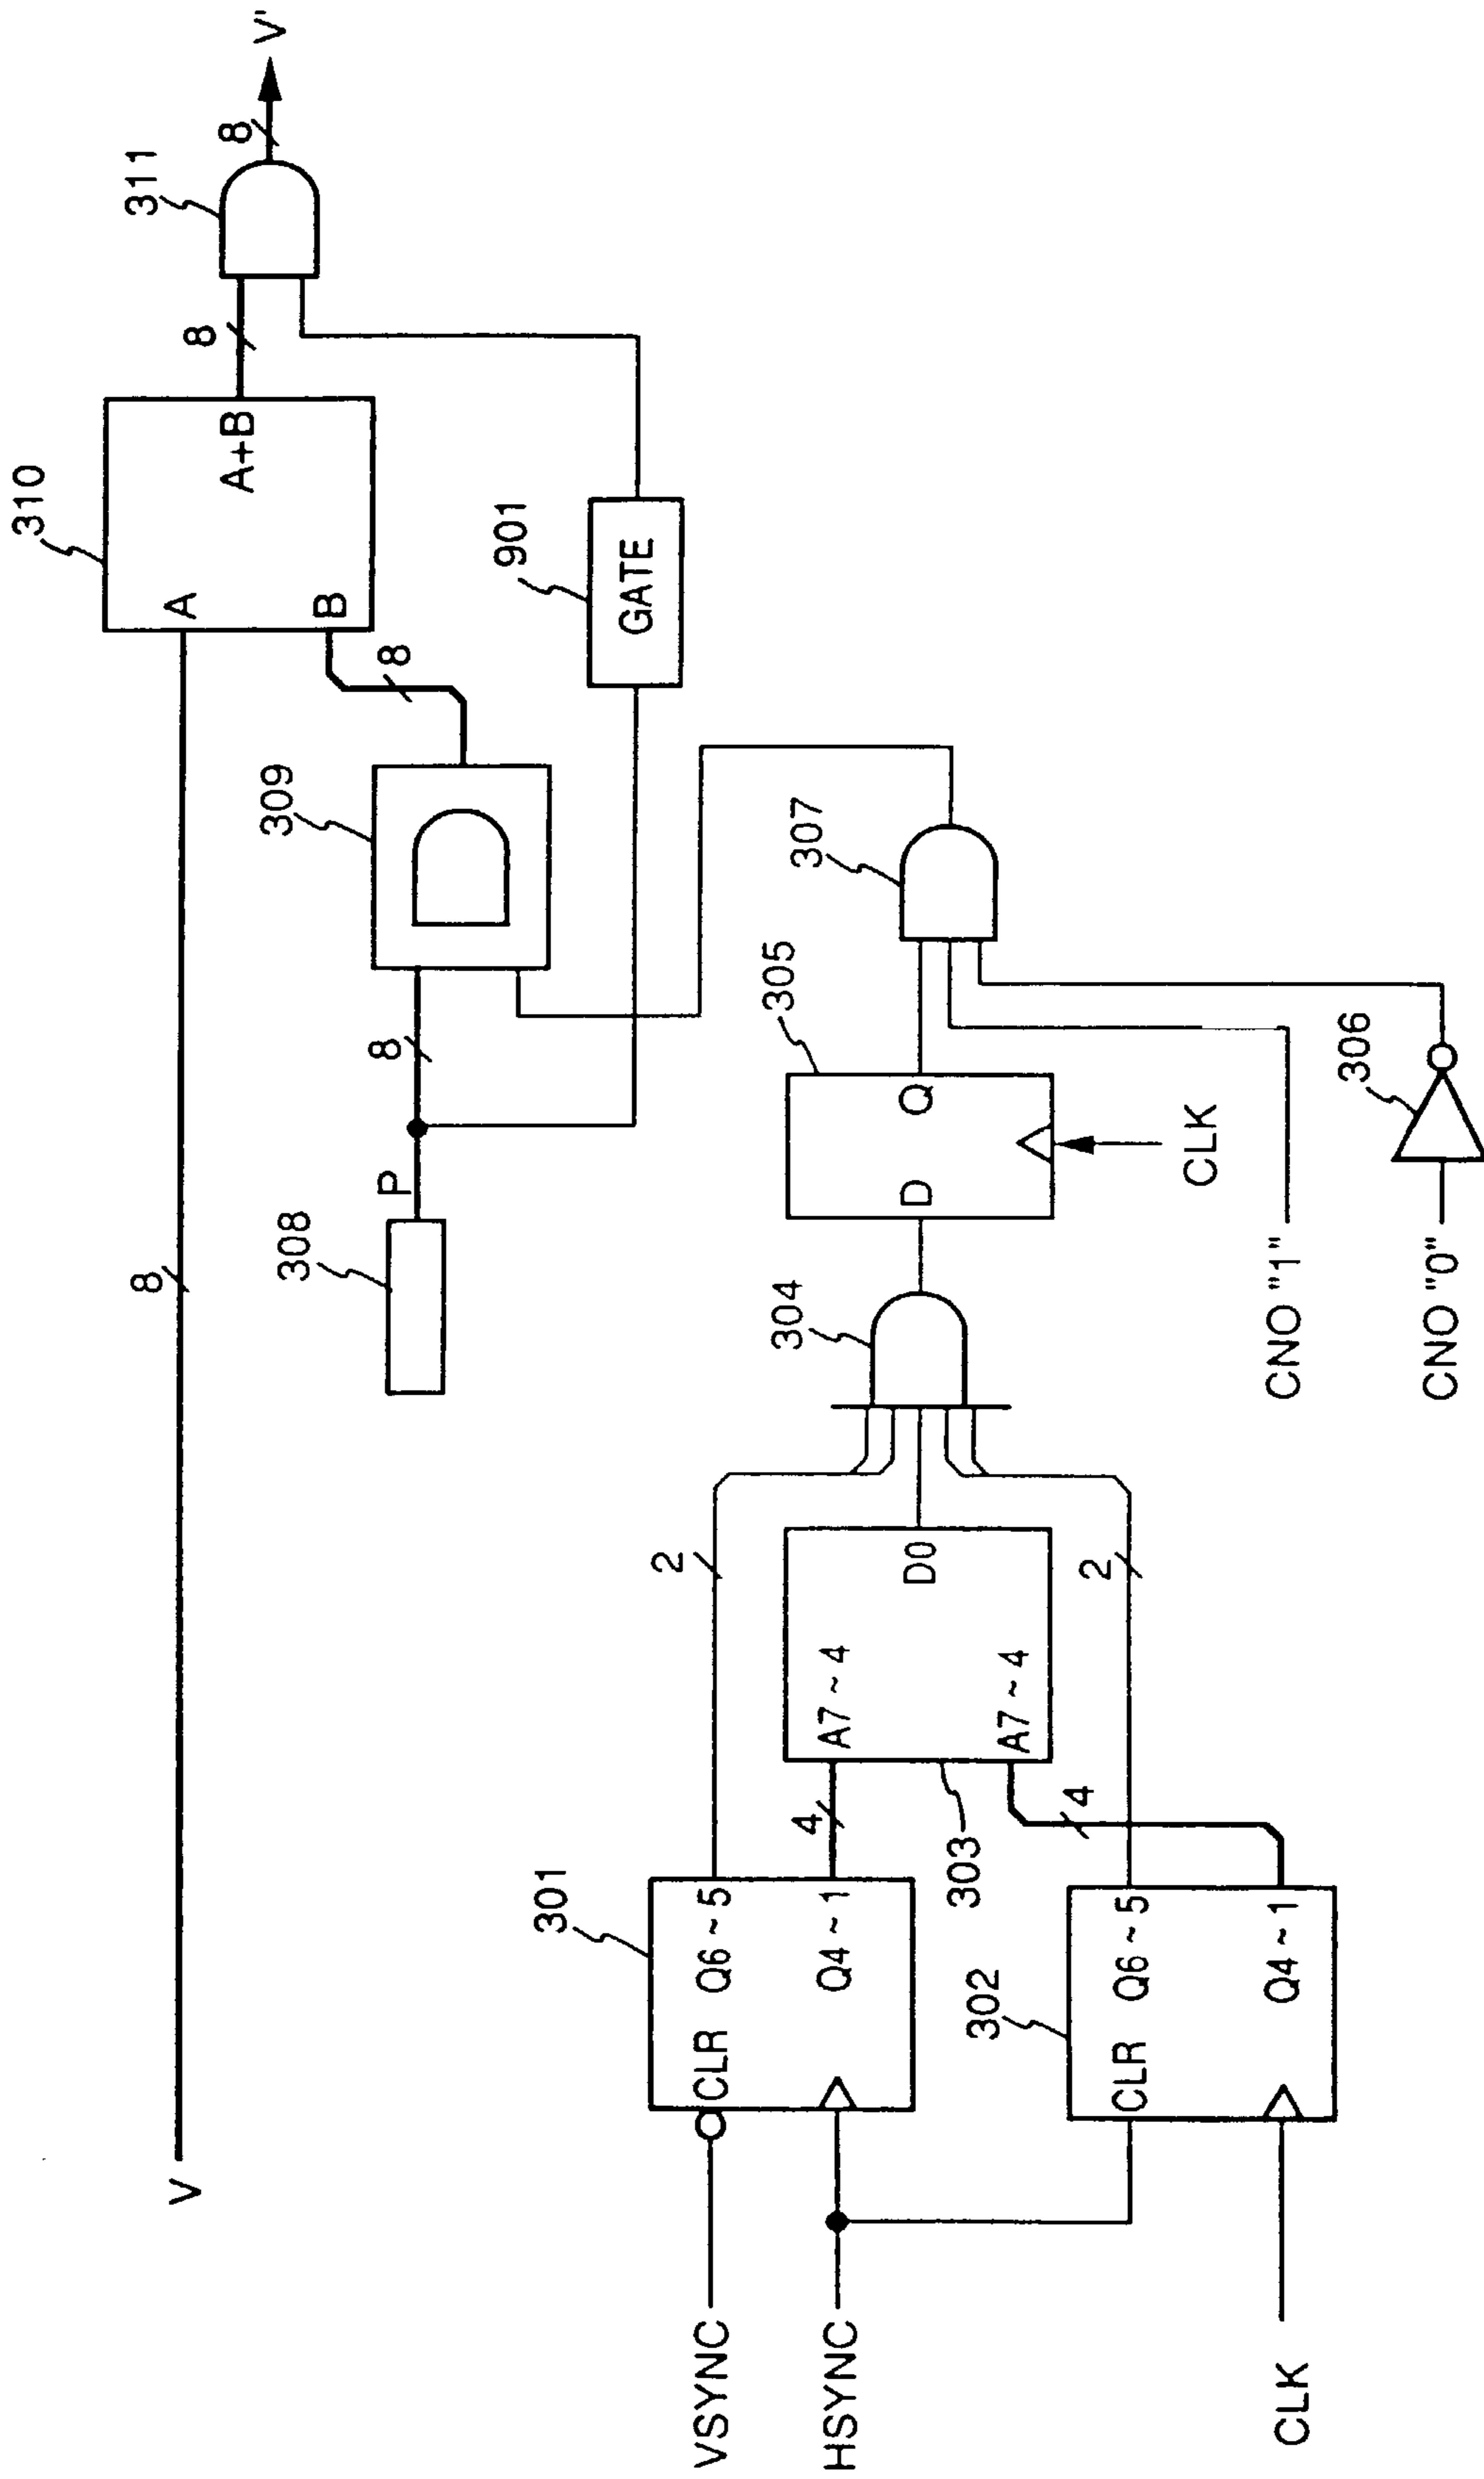 310
311
V
8
A
B
A+B
8
8
V'
308
P
8
309
8
901
GATE
301
VSYNC
CLR
Q6~5
Q4~1
HSYNC
2
4
A7~4
A7~4
D0
303
304
305
D
Q
CLK
307
302
CLR
Q6~5
Q4~1
CLK
4
2
CNO "1"
CNO "0"
306